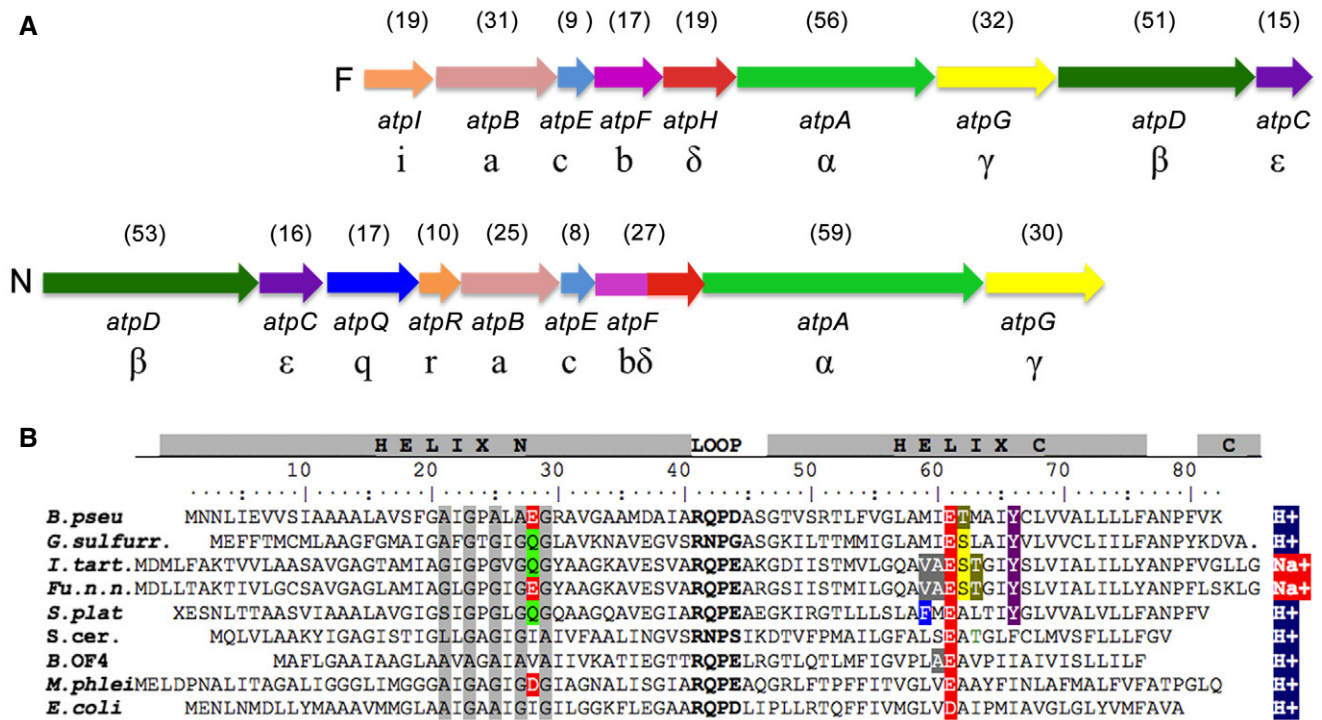 A
(19) (31) (9 ) (17) (19) (56) (32) (51) (15)
F
atpI atpB atpE atpF atpH atpA atpG atpD atpC
i a c b δ α γ β ε
(53) (16) (17) (10) (25) (8) (27) (59) (30)
N
atpD atpC atpQ atpR atpB atpE atpF atpA atpG
β ε q r a c bδ α γ
B
HELIX N LOOP HELIX C C
10 20 30 40 50 60 70 80
B.pseu MNNLIEVVSIAAAALAVSFGAIGPALAEGRAVGAAMDAIARQPDASGTVSRTLFVGLAMIETMAIYCLVVALLLLFANPFVK H+
G.sulfurr. MEFFTMCMLAAGFGMAIGAFGTGIGQGLAVKNAVEGVSRNPGASGKILTTMMIGLAMIESLAIYVLVVCLIILFANPYKDVA. H+
I.tart. MDMLFAKTVVLAASAVGAGTAMIAGIGPGVGQGYAAGKAVESVARQPEAKGDIISTMVLGQAVAESTGIYSLVIALILLYANPFVGLLG Na+
Fu.n.n. MDLLTAKTIVLGCSAVGAGLAMIAGLGPGIGEGYAAGKAVESVARQPEARGSIISTMILGQAVAESTGIYSLVIALILLYANPFLSKLG Na+
S.plat XESNLTTAASVIAAALAVGIGSIGPGLGQGQAAGQAVEGIARQPEAEGKIRGTLLLSLAFMEALTIYGLVVALVLLFANPFV H+
S.cer. MQLVLAAKYIGAGISTIGLLGAGIGIAIVFAALINGVSRNPSIKDTVFPMAILGFALSEATGLFCLMVSFLLLFGV H+
B.OF4 MAFLGAAIAAGLAAVAGAIAVAIIVKATIEGTTRQPELRGTLQTLMFIGVPLAEAVPIIAIVISLLILF H+
M.phlei MELDPNALITAGALIGGGLIMGGGAIGAGIGDGIAGNALISGIARQPEAQGRLFTPFFITVGLVEAAYFINLAFMALFVFATPGLQ H+
E.coli MENLNMDLLYMAAAVMMGLAAIGAAIGIGILGGKFLEGAARQPDLIPLLRTQFFIVMGLVDAIPMIAVGLGLYVMFAVA H+